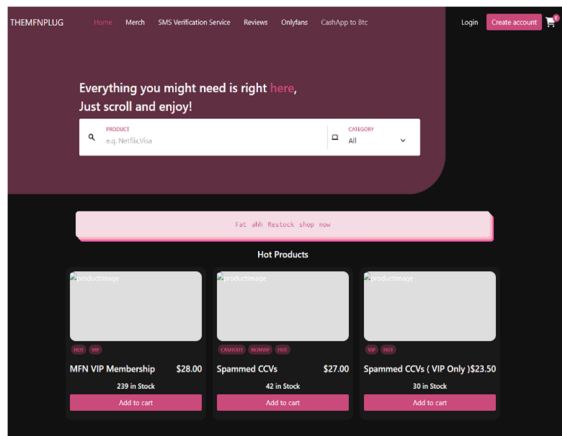 THEMFNPLUG Home Merch SMS Verification Service Reviews Onlyfans CashApp to Btc Login Create account
Everything you might need is right here,
Just scroll and enjoy!
PRODUCT CATEGORY
e.g. Netflix,Visa All
Fat ahh Restock shop now
Hot Products
productimage productimage productimage
HOT VIP CASHOUT NONAV HOT VIP HOT
MFN VIP Membership $28.00 Spammed CCVs $27.00 Spammed CCVs ( VIP Only )$23.50
239 in Stock 42 in Stock 30 in Stock
Add to cart Add to cart Add to cart